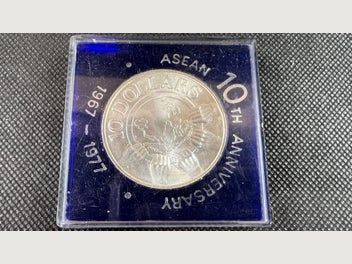 ASEAN 10TH ANNIVERSARY
1967 – 1977
10 DOLLARS